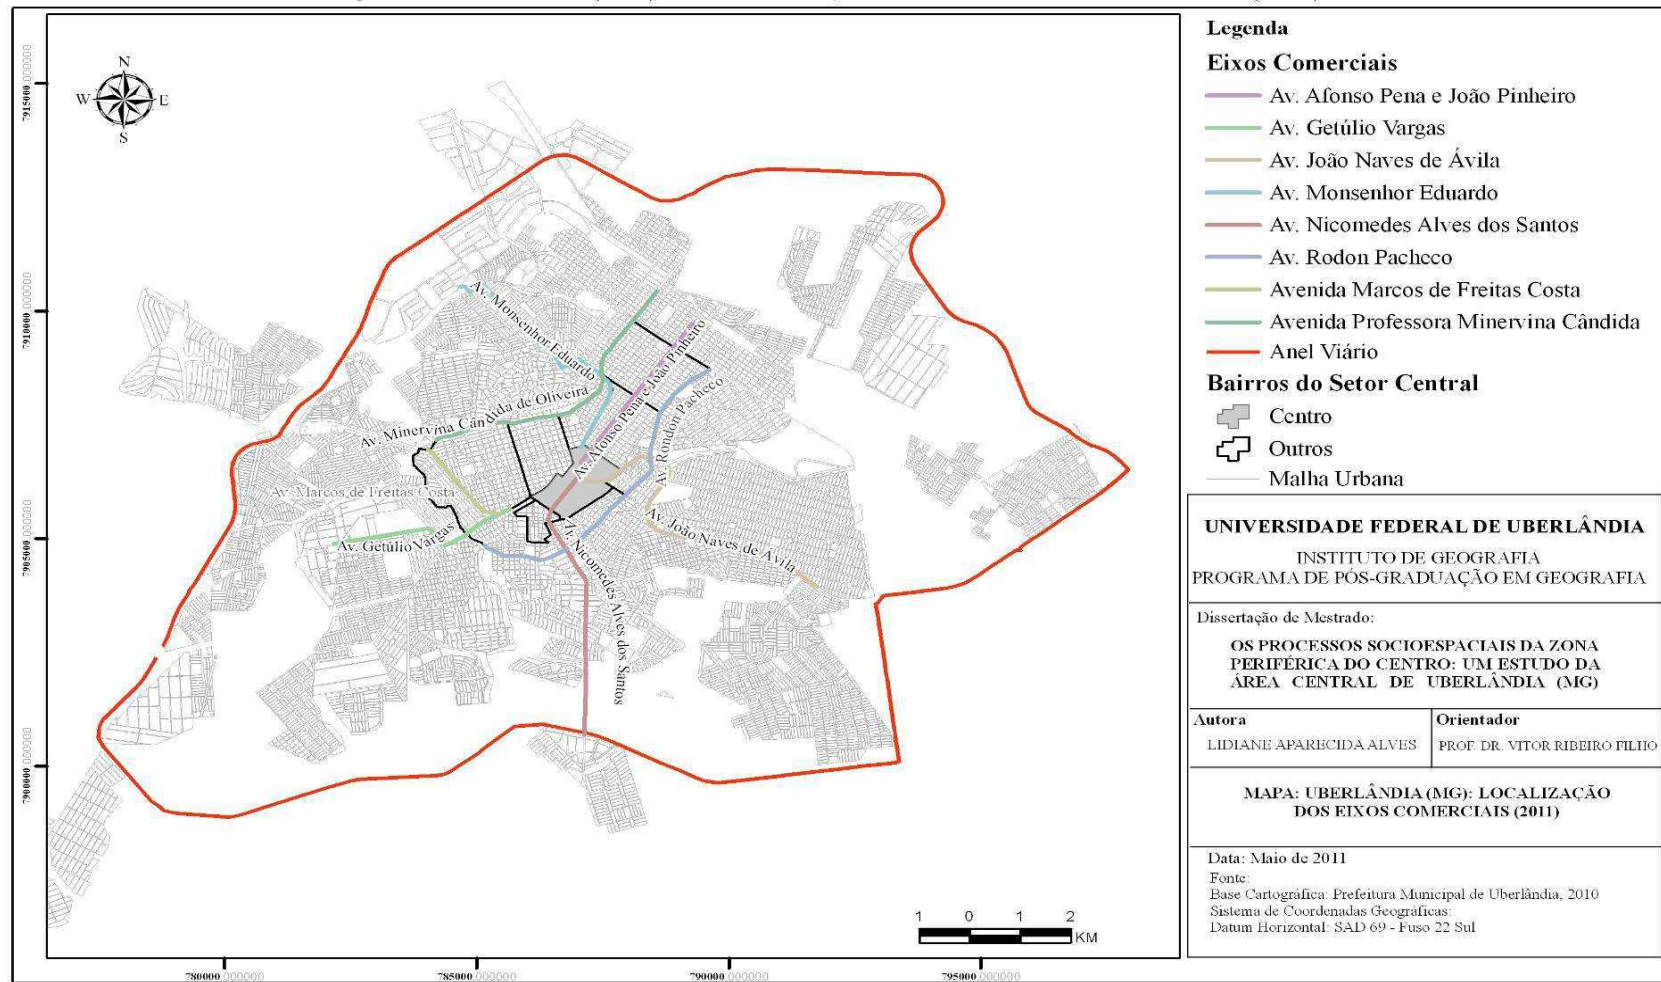 N
W
E
S
7915000,000000
7910000,000000
7905000,000000
7900000,000000
780000,000000
785000,000000
790000,000000
795000,000000
Av. Monsenhor Eduardo
Av. Afonso Pena e João Pinheiro
Av. Minervina Cândida de Oliveira
Av. Rondon Pacheco
Av. Marcos de Freitas Costa
Av. Getúlio Vargas
Av. João Naves de Ávila
Av. Nicomedes Alves dos Santos
1 0 1 2
KM
Legenda
Eixos Comerciais
Av. Afonso Pena e João Pinheiro
Av. Getúlio Vargas
Av. João Naves de Ávila
Av. Monsenhor Eduardo
Av. Nicomedes Alves dos Santos
Av. Rodon Pacheco
Avenida Marcos de Freitas Costa
Avenida Professora Minervina Cândida
Anel Viário
Bairros do Setor Central
Centro
Outros
Malha Urbana
UNIVERSIDADE FEDERAL DE UBERLÂNDIA
INSTITUTO DE GEOGRAFIA
PROGRAMA DE PÓS-GRADUAÇÃO EM GEOGRAFIA
Dissertação de Mestrado:
OS PROCESSOS SOCIOESPACIAIS DA ZONA
PERIFÉRICA DO CENTRO: UM ESTUDO DA
ÁREA CENTRAL DE UBERLÂNDIA (MG)
Autora
LIDIANE APARECIDA ALVES
Orientador
PROF. DR. VITOR RIBEIRO FILHO
MAPA: UBERLÂNDIA (MG): LOCALIZAÇÃO
DOS EIXOS COMERCIAIS (2011)
Data: Maio de 2011
Fonte:
Base Cartográfica: Prefeitura Municipal de Uberlândia, 2010
Sistema de Coordenadas Geográficas:
Datum Horizontal: SAD 69 - Fuso 22 Sul